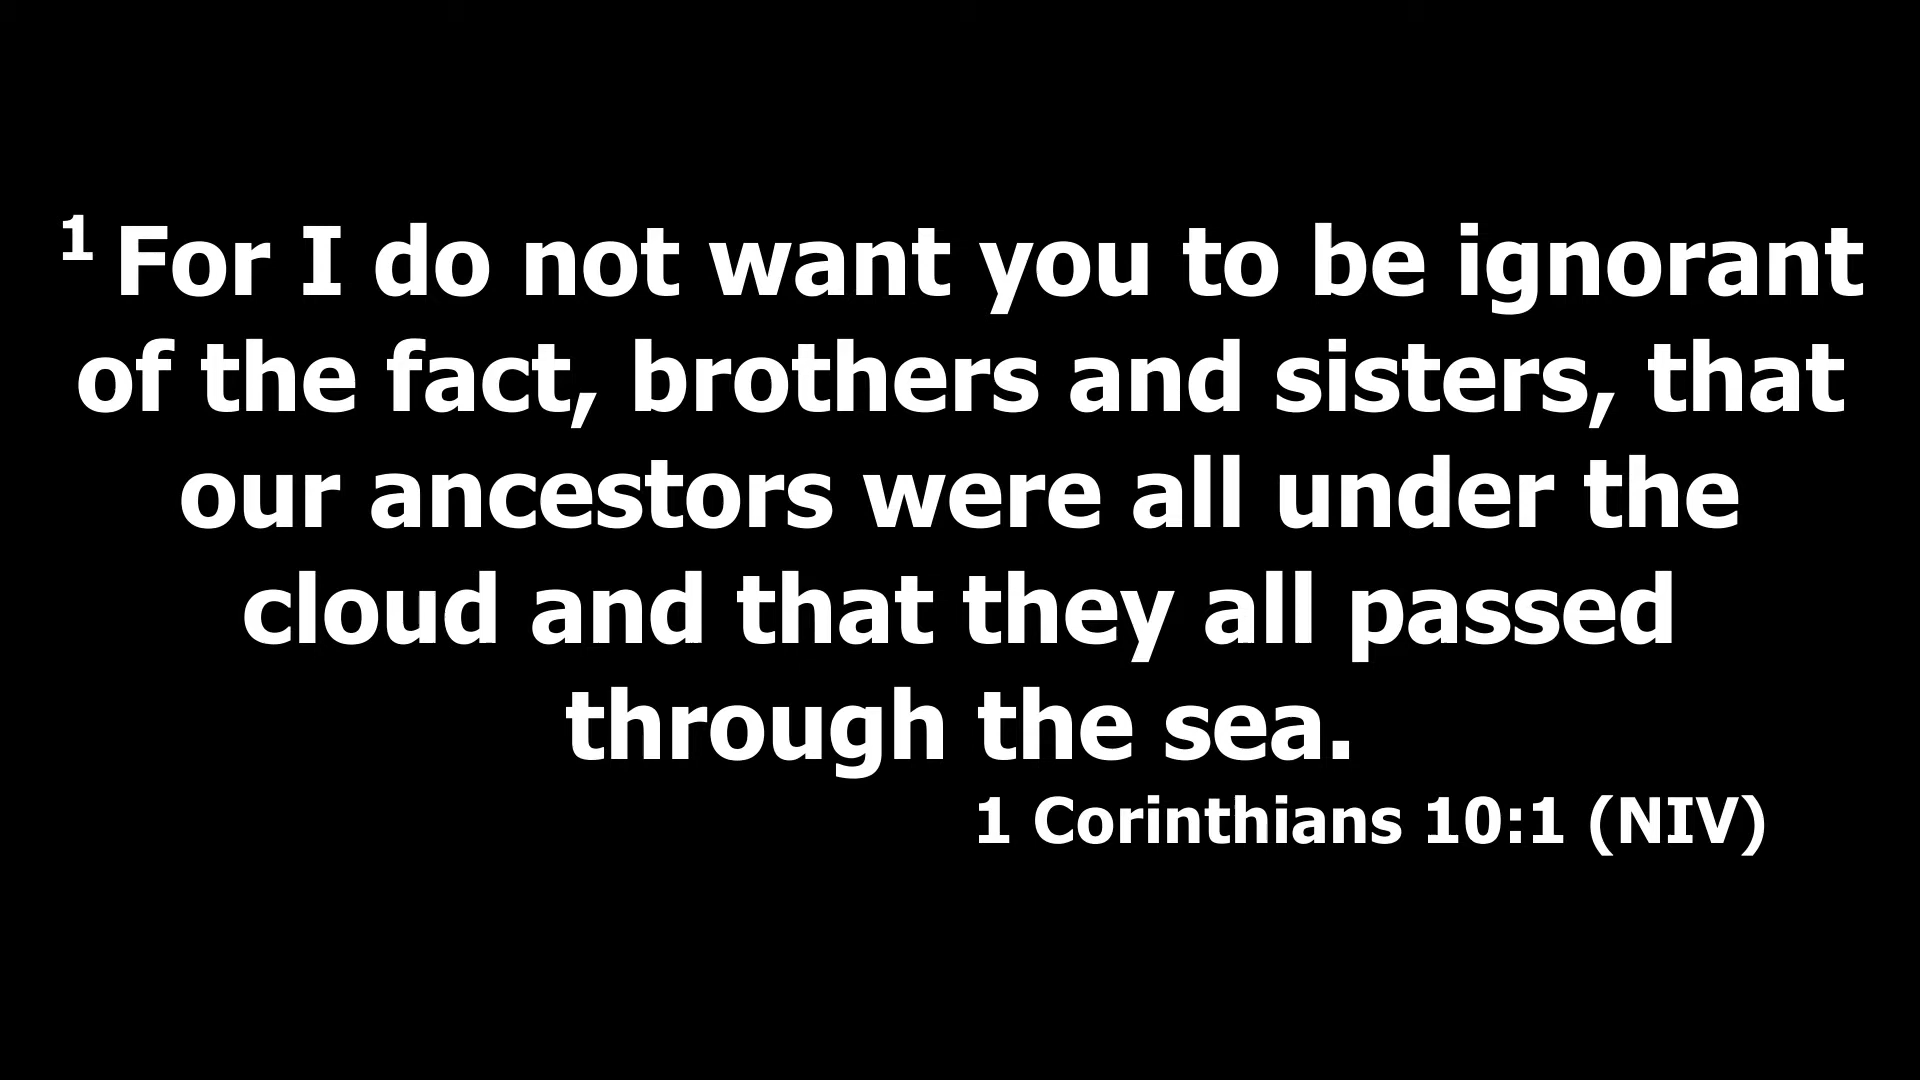 1 For I do not want you to be ignorant
of the fact, brothers and sisters, that
our ancestors were all under the
cloud and that they all passed
through the sea.
1 Corinthians 10:1 (NIV)